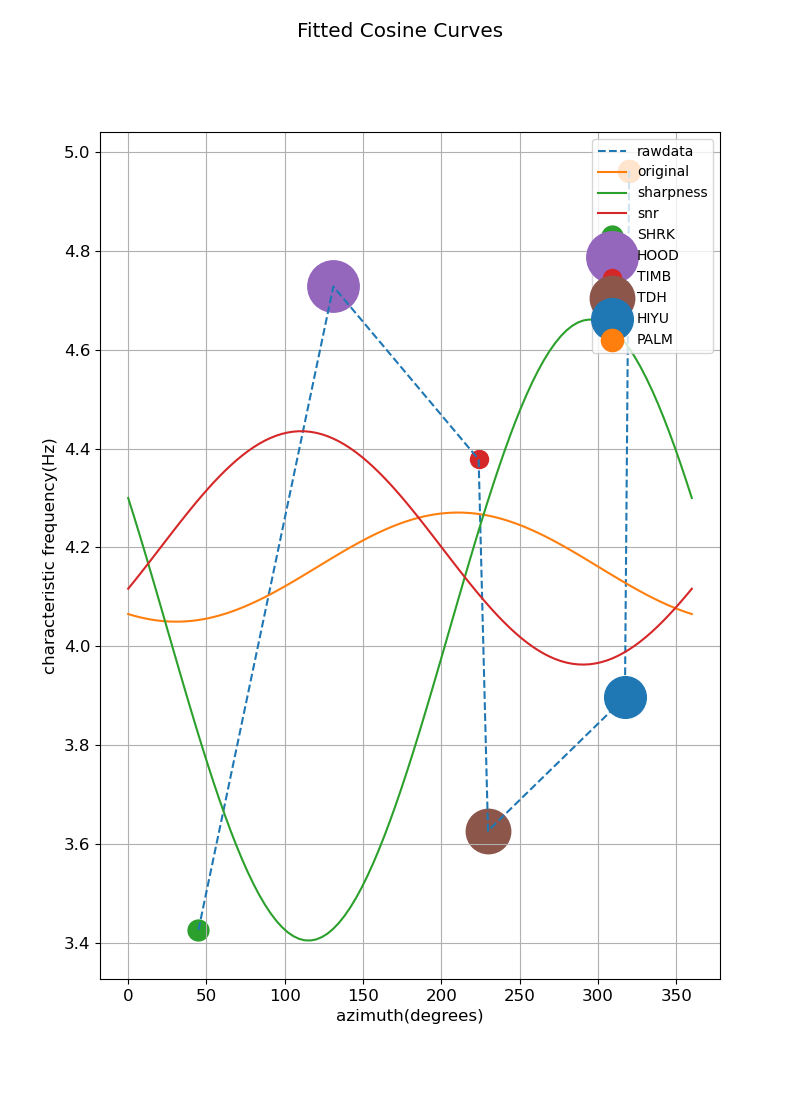 Fitted Cosine Curves
characteristic frequency(Hz)
5.0
4.8
4.6
4.4
4.2
4.0
3.8
3.6
3.4
rawdata
original
sharpness
snr
SHRK
HOOD
TIMB
TDH
HIYU
PALM
0 50 100 150 200 250 300 350
azimuth(degrees)